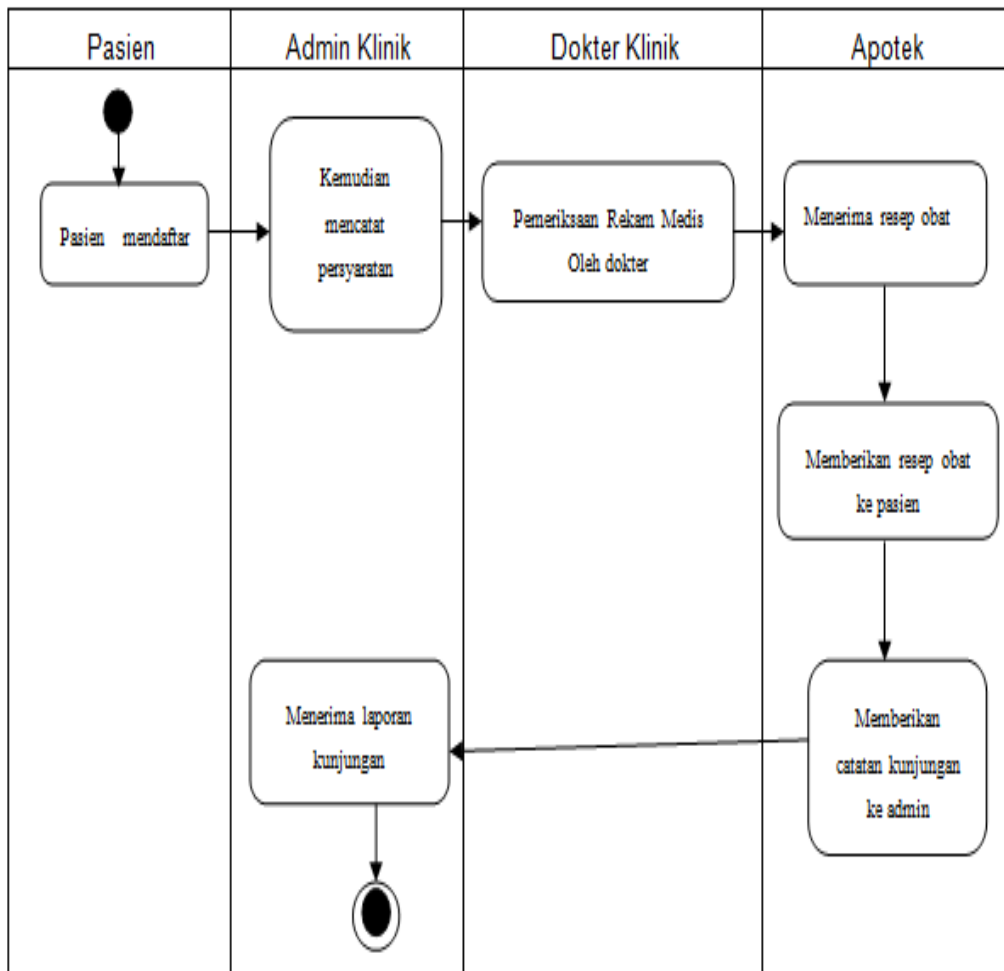 Pasien
Admin Klinik
Dokter Klinik
Apotek
Pasien mendaftar
Kemudian
mencatat
persyaratan
Pemeriksaan Rekam Medis
Oleh dokter
Menerima resep obat
Memberikan resep obat
ke pasien
Memberikan
catatan kunjungan
ke admin
Menerima laporan
kunjungan